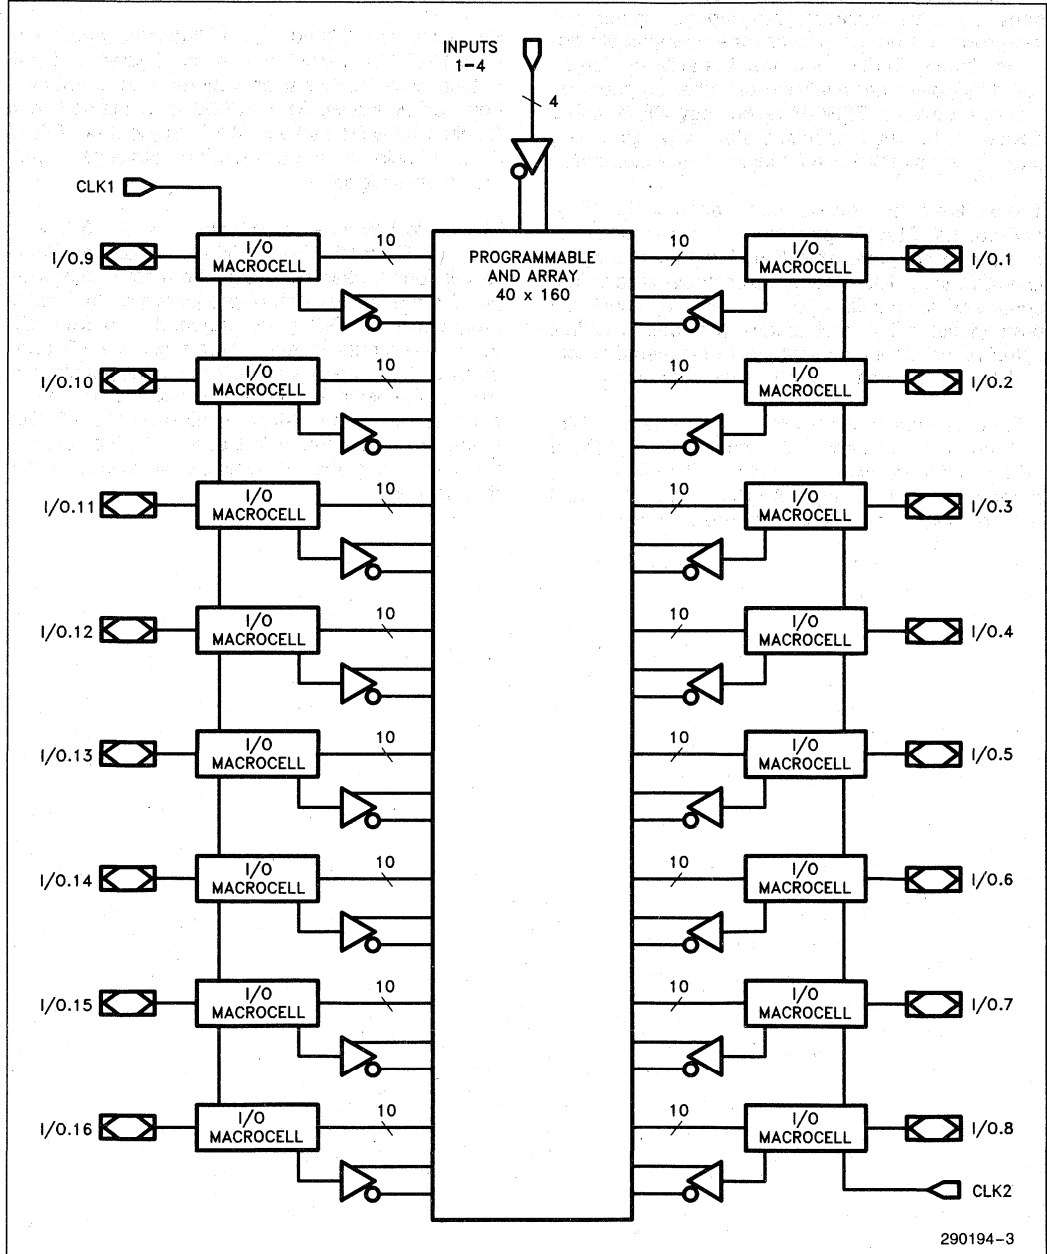 INPUTS
1-4
4
CLK1
I/O.9
I/O
MACROCELL
10
PROGRAMMABLE
AND ARRAY
40 x 160
10
I/O
MACROCELL
I/O.1
I/O.10
I/O
MACROCELL
10
10
I/O
MACROCELL
I/O.2
I/O.11
I/O
MACROCELL
10
10
I/O
MACROCELL
I/O.3
I/O.12
I/O
MACROCELL
10
10
I/O
MACROCELL
I/O.4
I/O.13
I/O
MACROCELL
10
10
I/O
MACROCELL
I/O.5
I/O.14
I/O
MACROCELL
10
10
I/O
MACROCELL
I/O.6
I/O.15
I/O
MACROCELL
10
10
I/O
MACROCELL
I/O.7
I/O.16
I/O
MACROCELL
10
10
I/O
MACROCELL
I/O.8
CLK2
290194-3